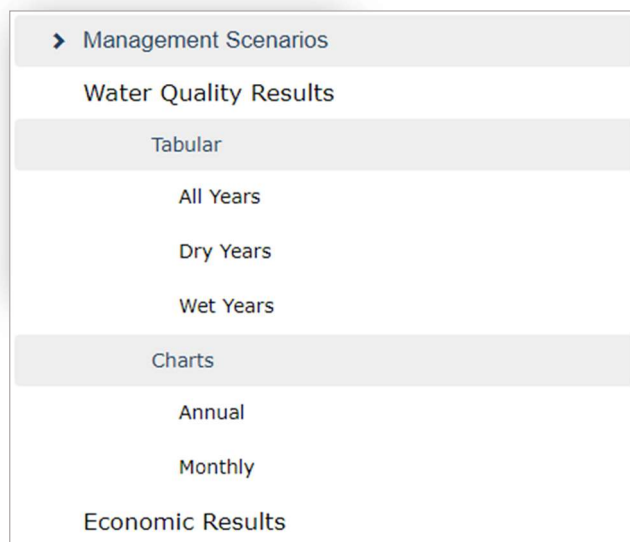 Management Scenarios
Water Quality Results
Tabular
All Years
Dry Years
Wet Years
Charts
Annual
Monthly
Economic Results